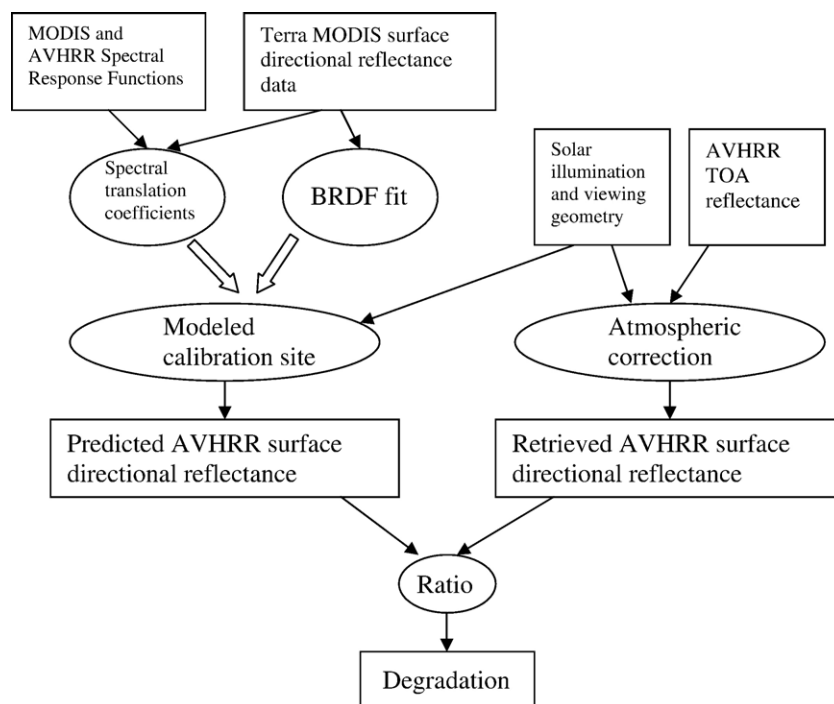 MODIS and
AVHRR Spectral
Response Functions
Terra MODIS surface
directional reflectance
data
Spectral
translation
coefficients
BRDF fit
Solar
illumination
and viewing
geometry
AVHRR
TOA
reflectance
Modeled
calibration site
Atmospheric
correction
Predicted AVHRR surface
directional reflectance
Retrieved AVHRR surface
directional reflectance
Ratio
Degradation